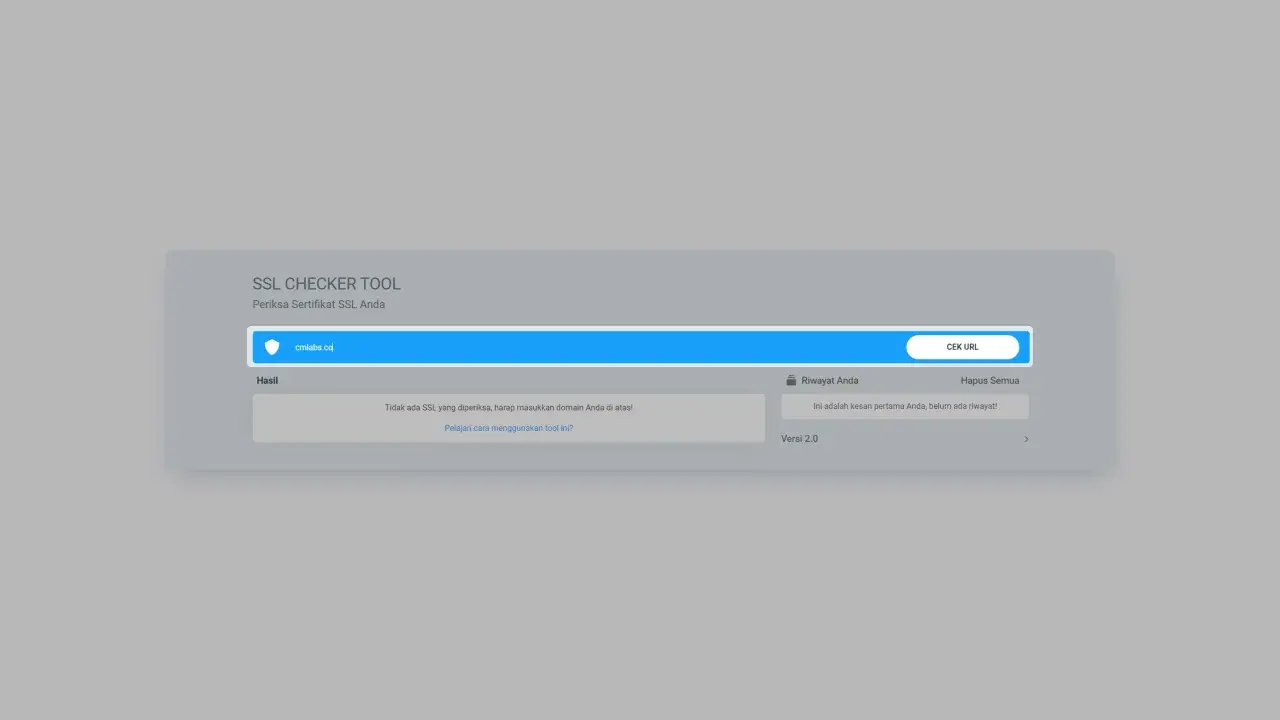 SSL CHECKER TOOL
Periksa Sertifikat SSL Anda
cmlabs.co
CEK URL
Hasil
Riwayat Anda
Hapus Semua
Tidak ada SSL yang diperiksa, harap masukkan domain Anda di atas!
Pelajari cara menggunakan tool ini?
Ini adalah kesan pertama Anda, belum ada riwayat!
Versi 2.0